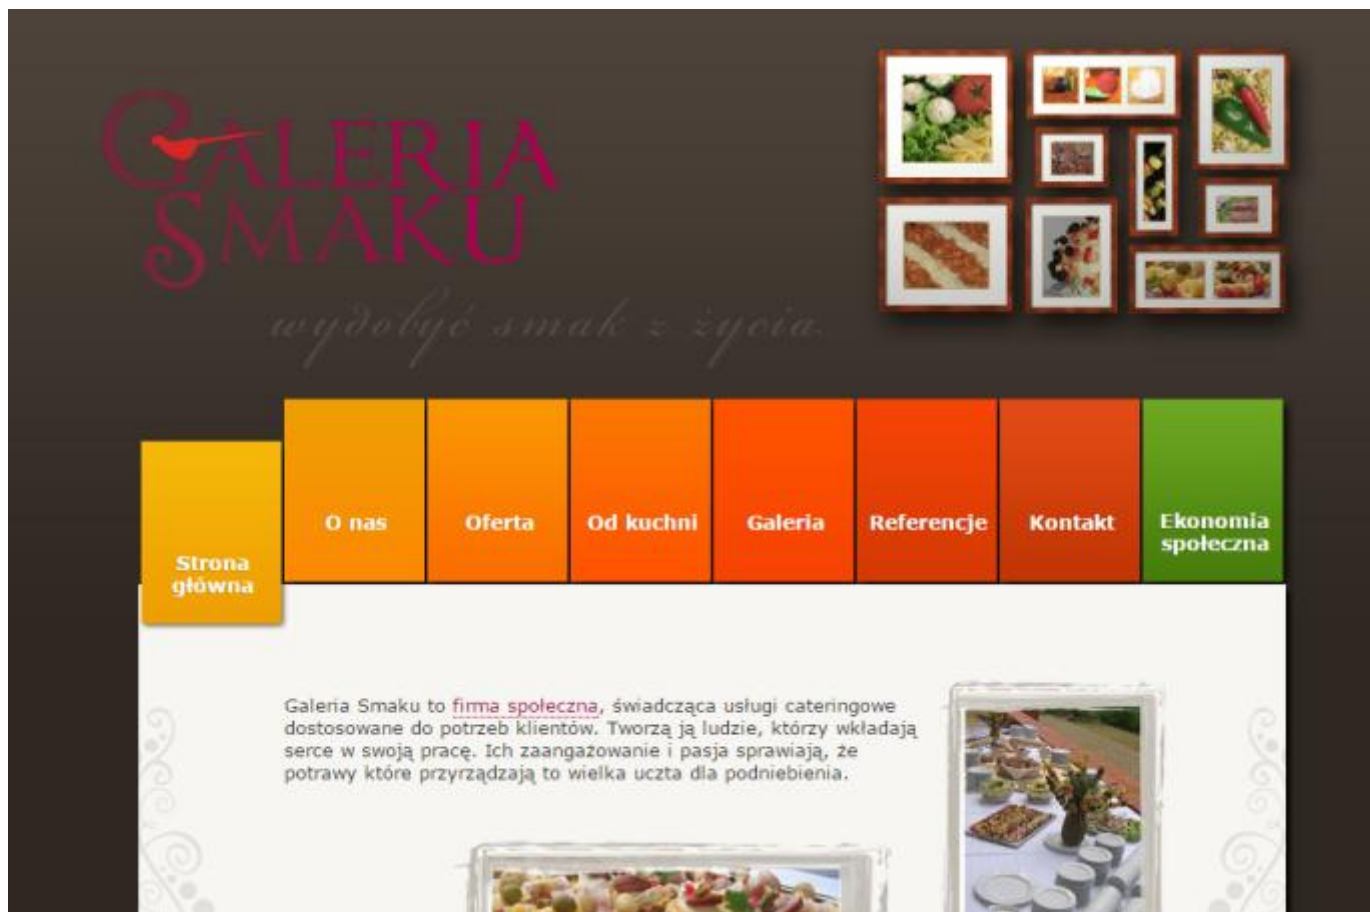 GALERIA
SMAKU
wydobyć smak z życia
O nas
Oferta
Od kuchni
Galeria
Referencje
Kontakt
Ekonomia
społeczna
Strona
główna
Galeria Smaku to firma społeczna, świadcząca usługi cateringowe
dostosowane do potrzeb klientów. Tworzą ją ludzie, którzy wkładają
serce w swoją pracę. Ich zaangażowanie i pasja sprawiają, że
potrawy które przyrządzają to wielka uczta dla podniebienia.